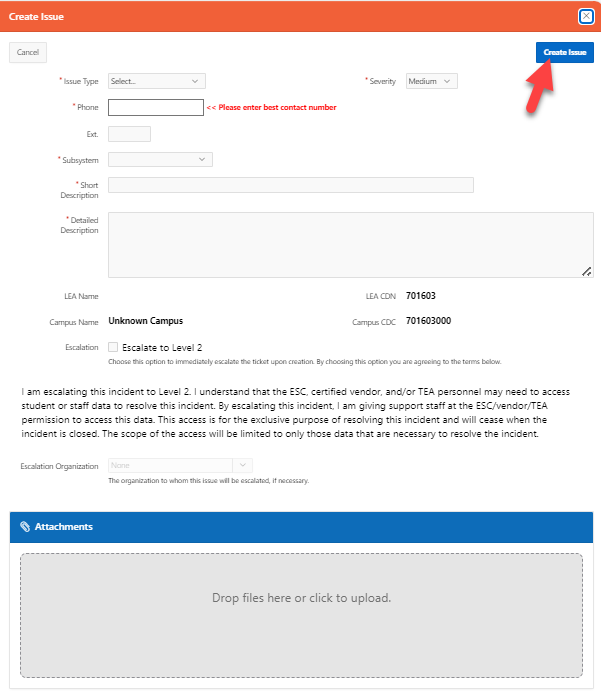 Create Issue
Cancel
Create Issue
* Issue Type Select... * Severity Medium
* Phone << Please enter best contact number
Ext.
* Subsystem
* Short
Description
* Detailed
Description
LEA Name LEA CDN 701603
Campus Name Unknown Campus Campus CDC 701603000
Escalation Escalate to Level 2
Choose this option to immediately escalate the ticket upon creation. By choosing this option you are agreeing to the terms below.
I am escalating this incident to Level 2. I understand that the ESC, certified vendor, and/or TEA personnel may need to access
student or staff data to resolve this incident. By escalating this incident, I am giving support staff at the ESC/vendor/TEA
permission to access this data. This access is for the exclusive purpose of resolving this incident and will cease when the
incident is closed. The scope of the access will be limited to only those data that are necessary to resolve the incident.
Escalation Organization None
The organization to whom this issue will be escalated, if necessary.
Attachments
Drop files here or click to upload.